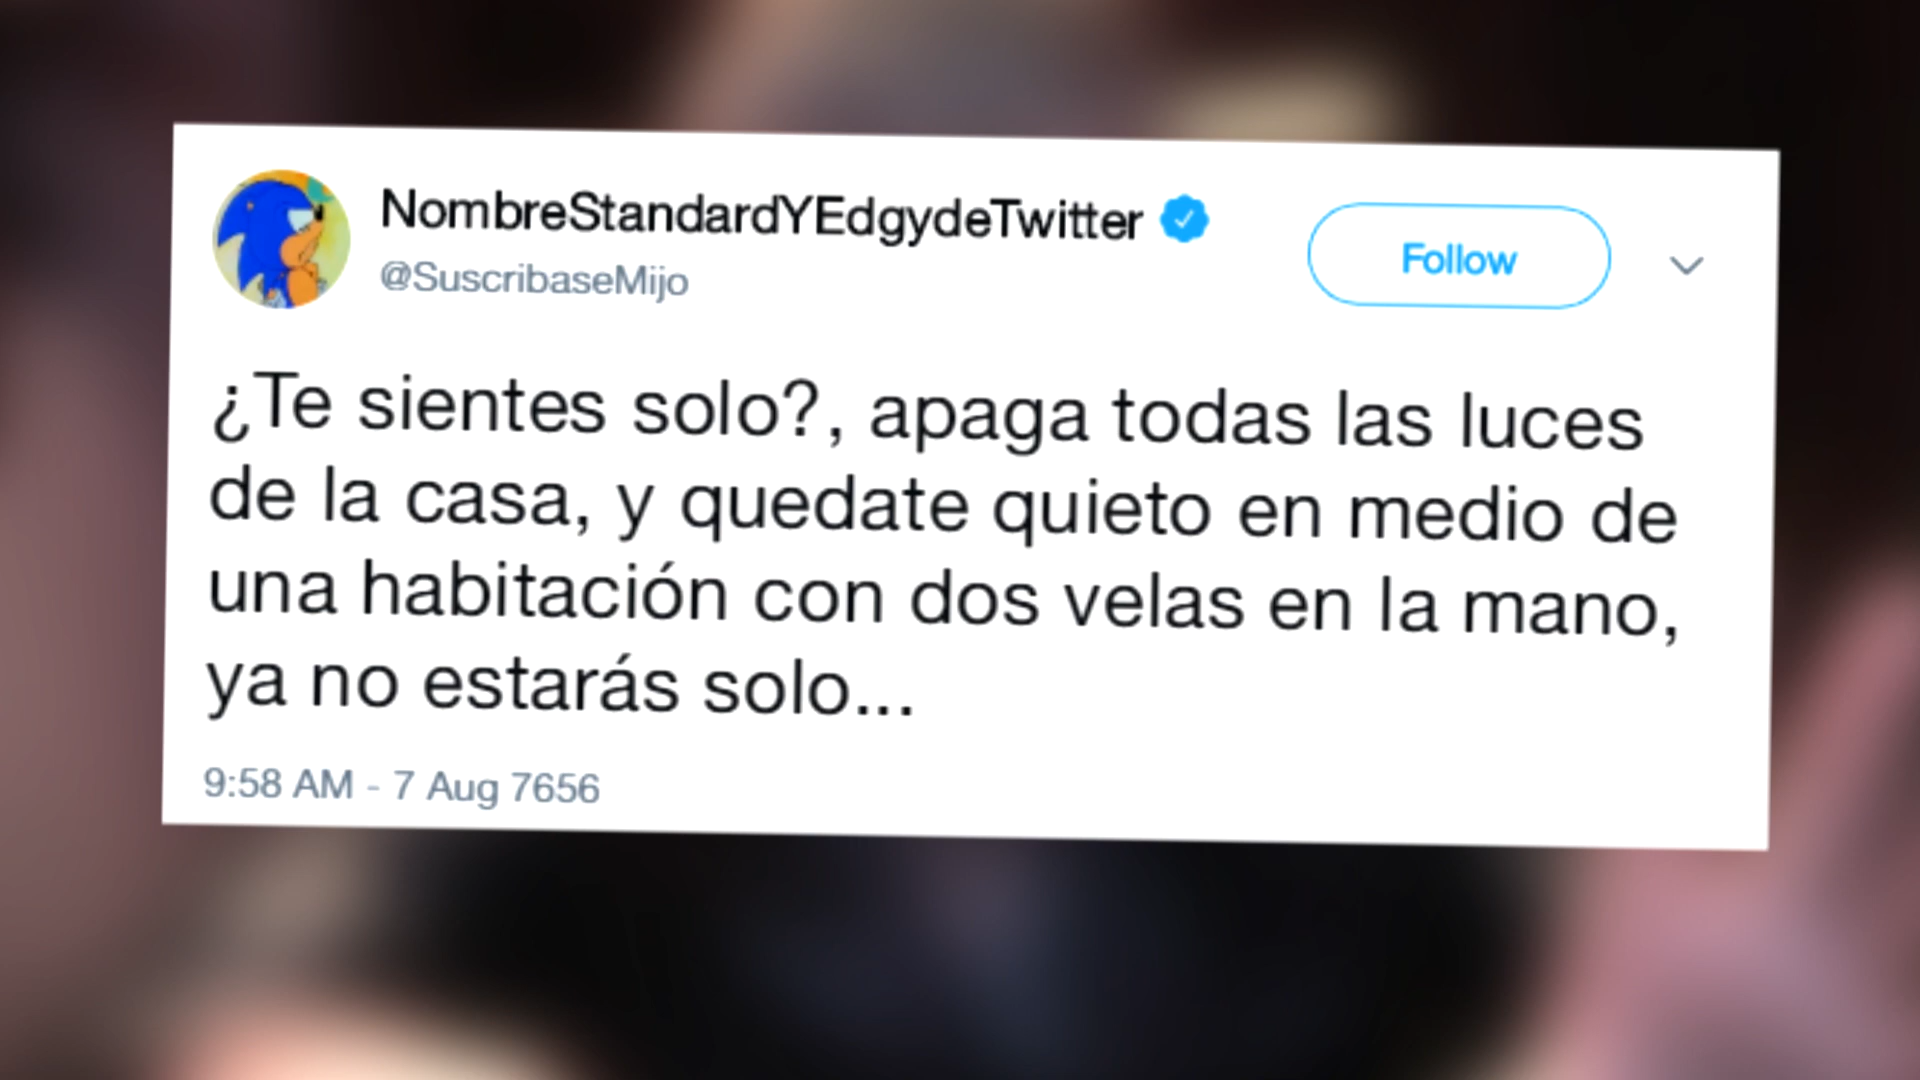 NombreStandardYEdgydeTwitter
@SuscribaseMijo
Follow
¿Te sientes solo?, apaga todas las luces
de la casa, y quedate quieto en medio de
una habitación con dos velas en la mano,
ya no estarás solo...
9:58 AM - 7 Aug 7656